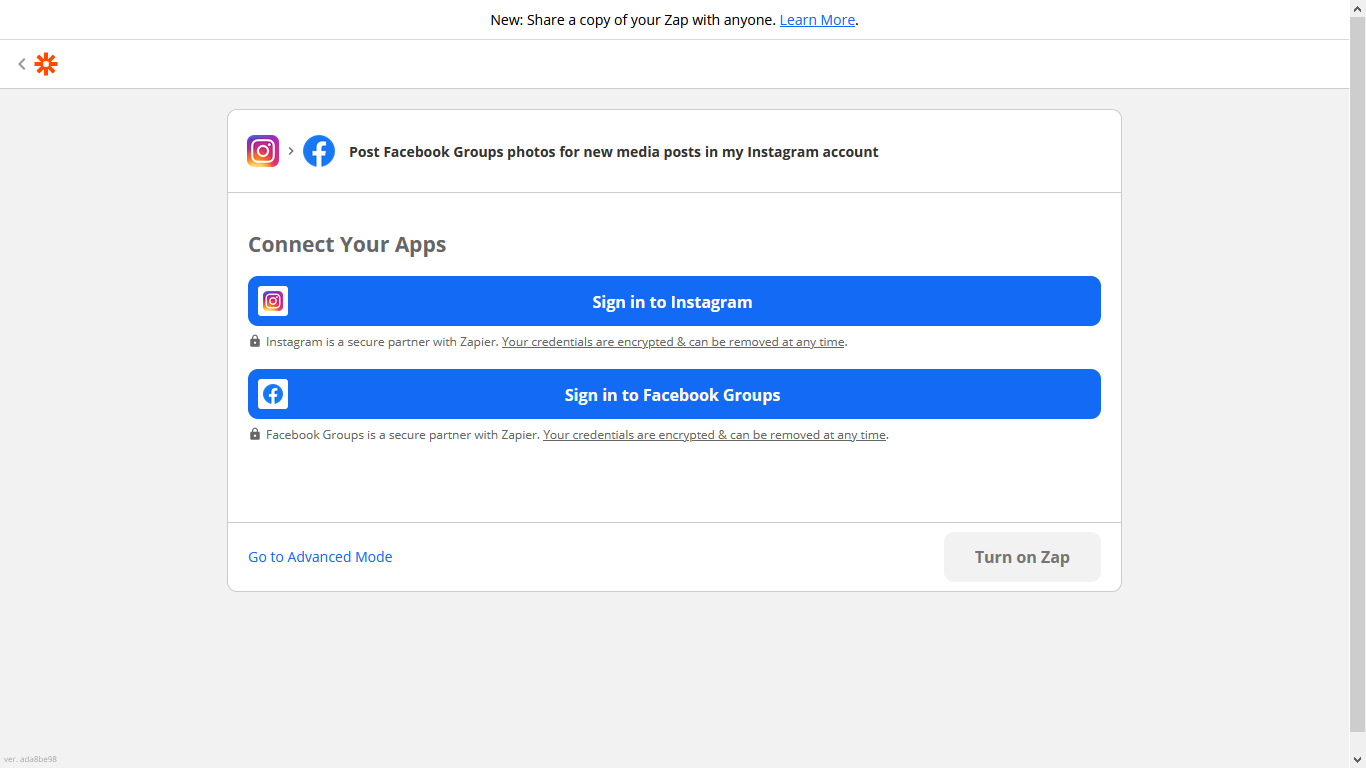 New: Share a copy of your Zap with anyone. Learn More.
Post Facebook Groups photos for new media posts in my Instagram account
Connect Your Apps
Sign in to Instagram
Instagram is a secure partner with Zapier. Your credentials are encrypted & can be removed at any time.
Sign in to Facebook Groups
Facebook Groups is a secure partner with Zapier. Your credentials are encrypted & can be removed at any time.
Go to Advanced Mode
Turn on Zap
ver. ada8be98